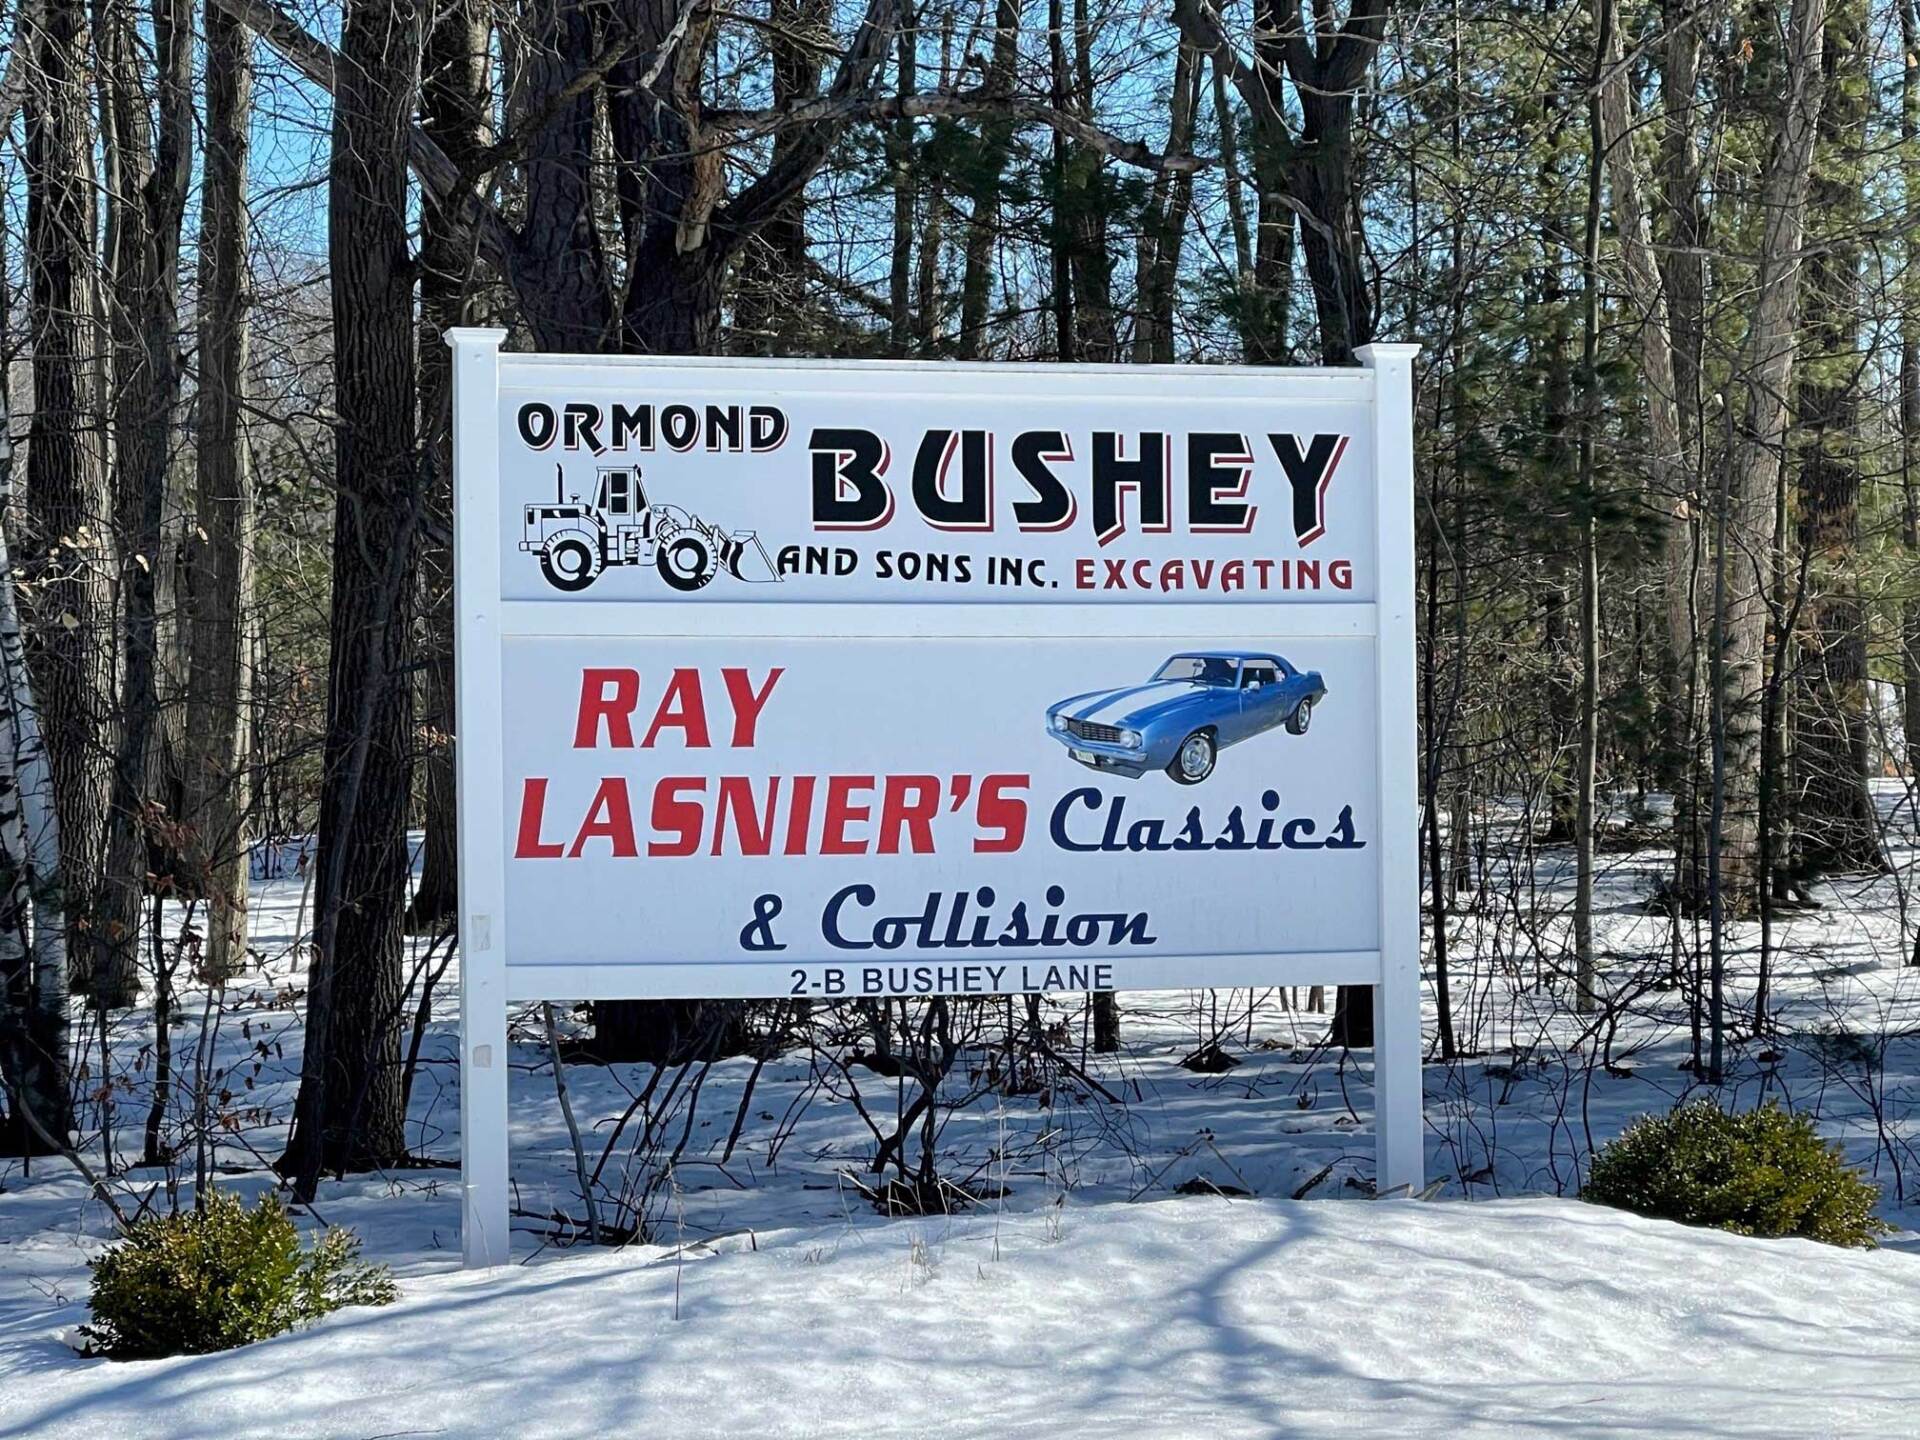 ORMOND
BUSHEY
AND SONS INC. EXCAVATING
RAY
LASNIER'S Classics
& Collision
2-B BUSHEY LANE